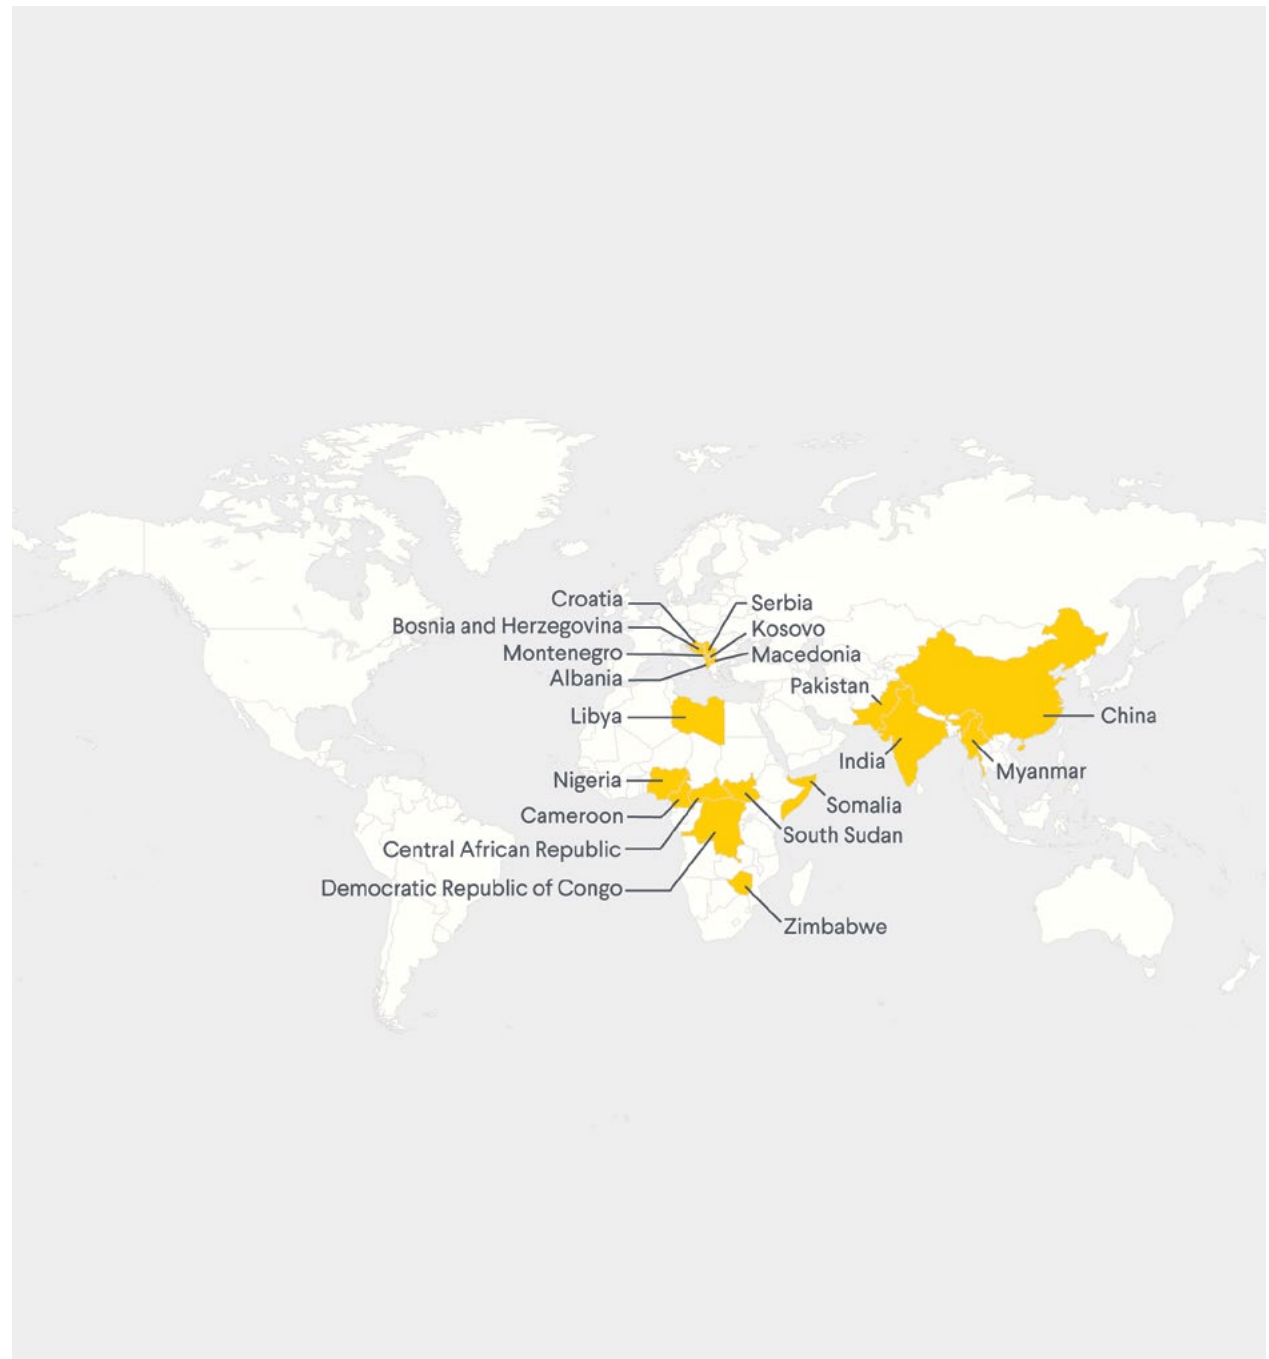 Croatia
Serbia
Bosnia and Herzegovina
Kosovo
Montenegro
Macedonia
Albania
Pakistan
Libya
China
India
Myanmar
Nigeria
Somalia
Cameroon
South Sudan
Central African Republic
Democratic Republic of Congo
Zimbabwe